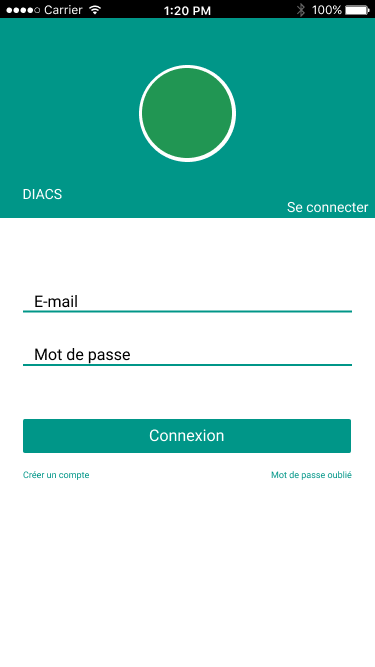 Carrier 1:20 PM 100%
DIACS
Se connecter
E-mail
Mot de passe
Connexion
Créer un compte Mot de passe oublié